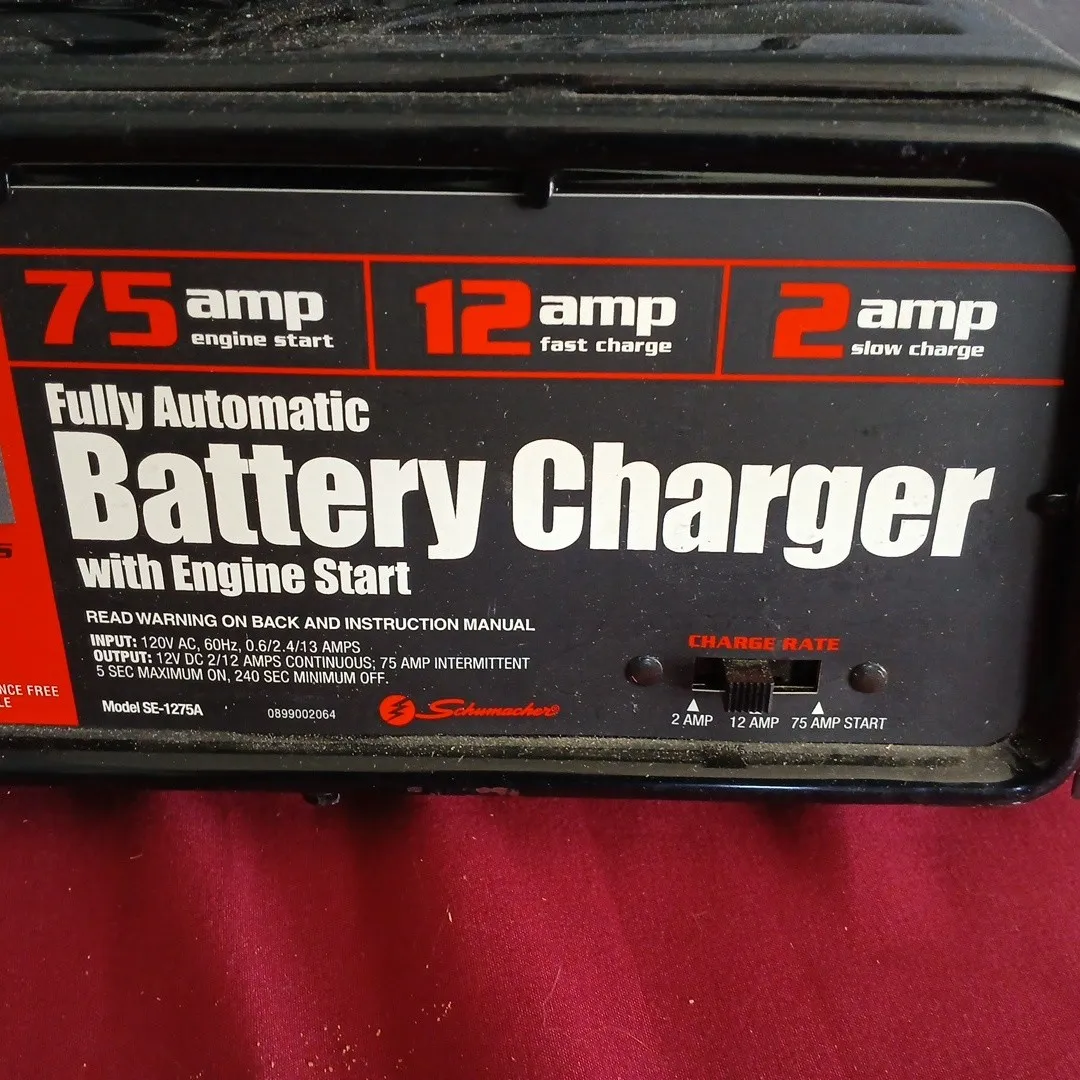 75 amp engine start
12 amp fast charge
2 amp slow charge
Fully Automatic
Battery Charger
with Engine Start
READ WARNING ON BACK AND INSTRUCTION MANUAL
INPUT: 120V AC, 60Hz, 0.6/2.4/13 AMPS
OUTPUT: 12V DC 2/12 AMPS CONTINUOUS; 75 AMP INTERMITTENT
5 SEC MAXIMUM ON, 240 SEC MINIMUM OFF.
Model SE-1275A
0899002064
Schumacher®
CHARGE RATE
2 AMP 12 AMP 75 AMP START
FREE